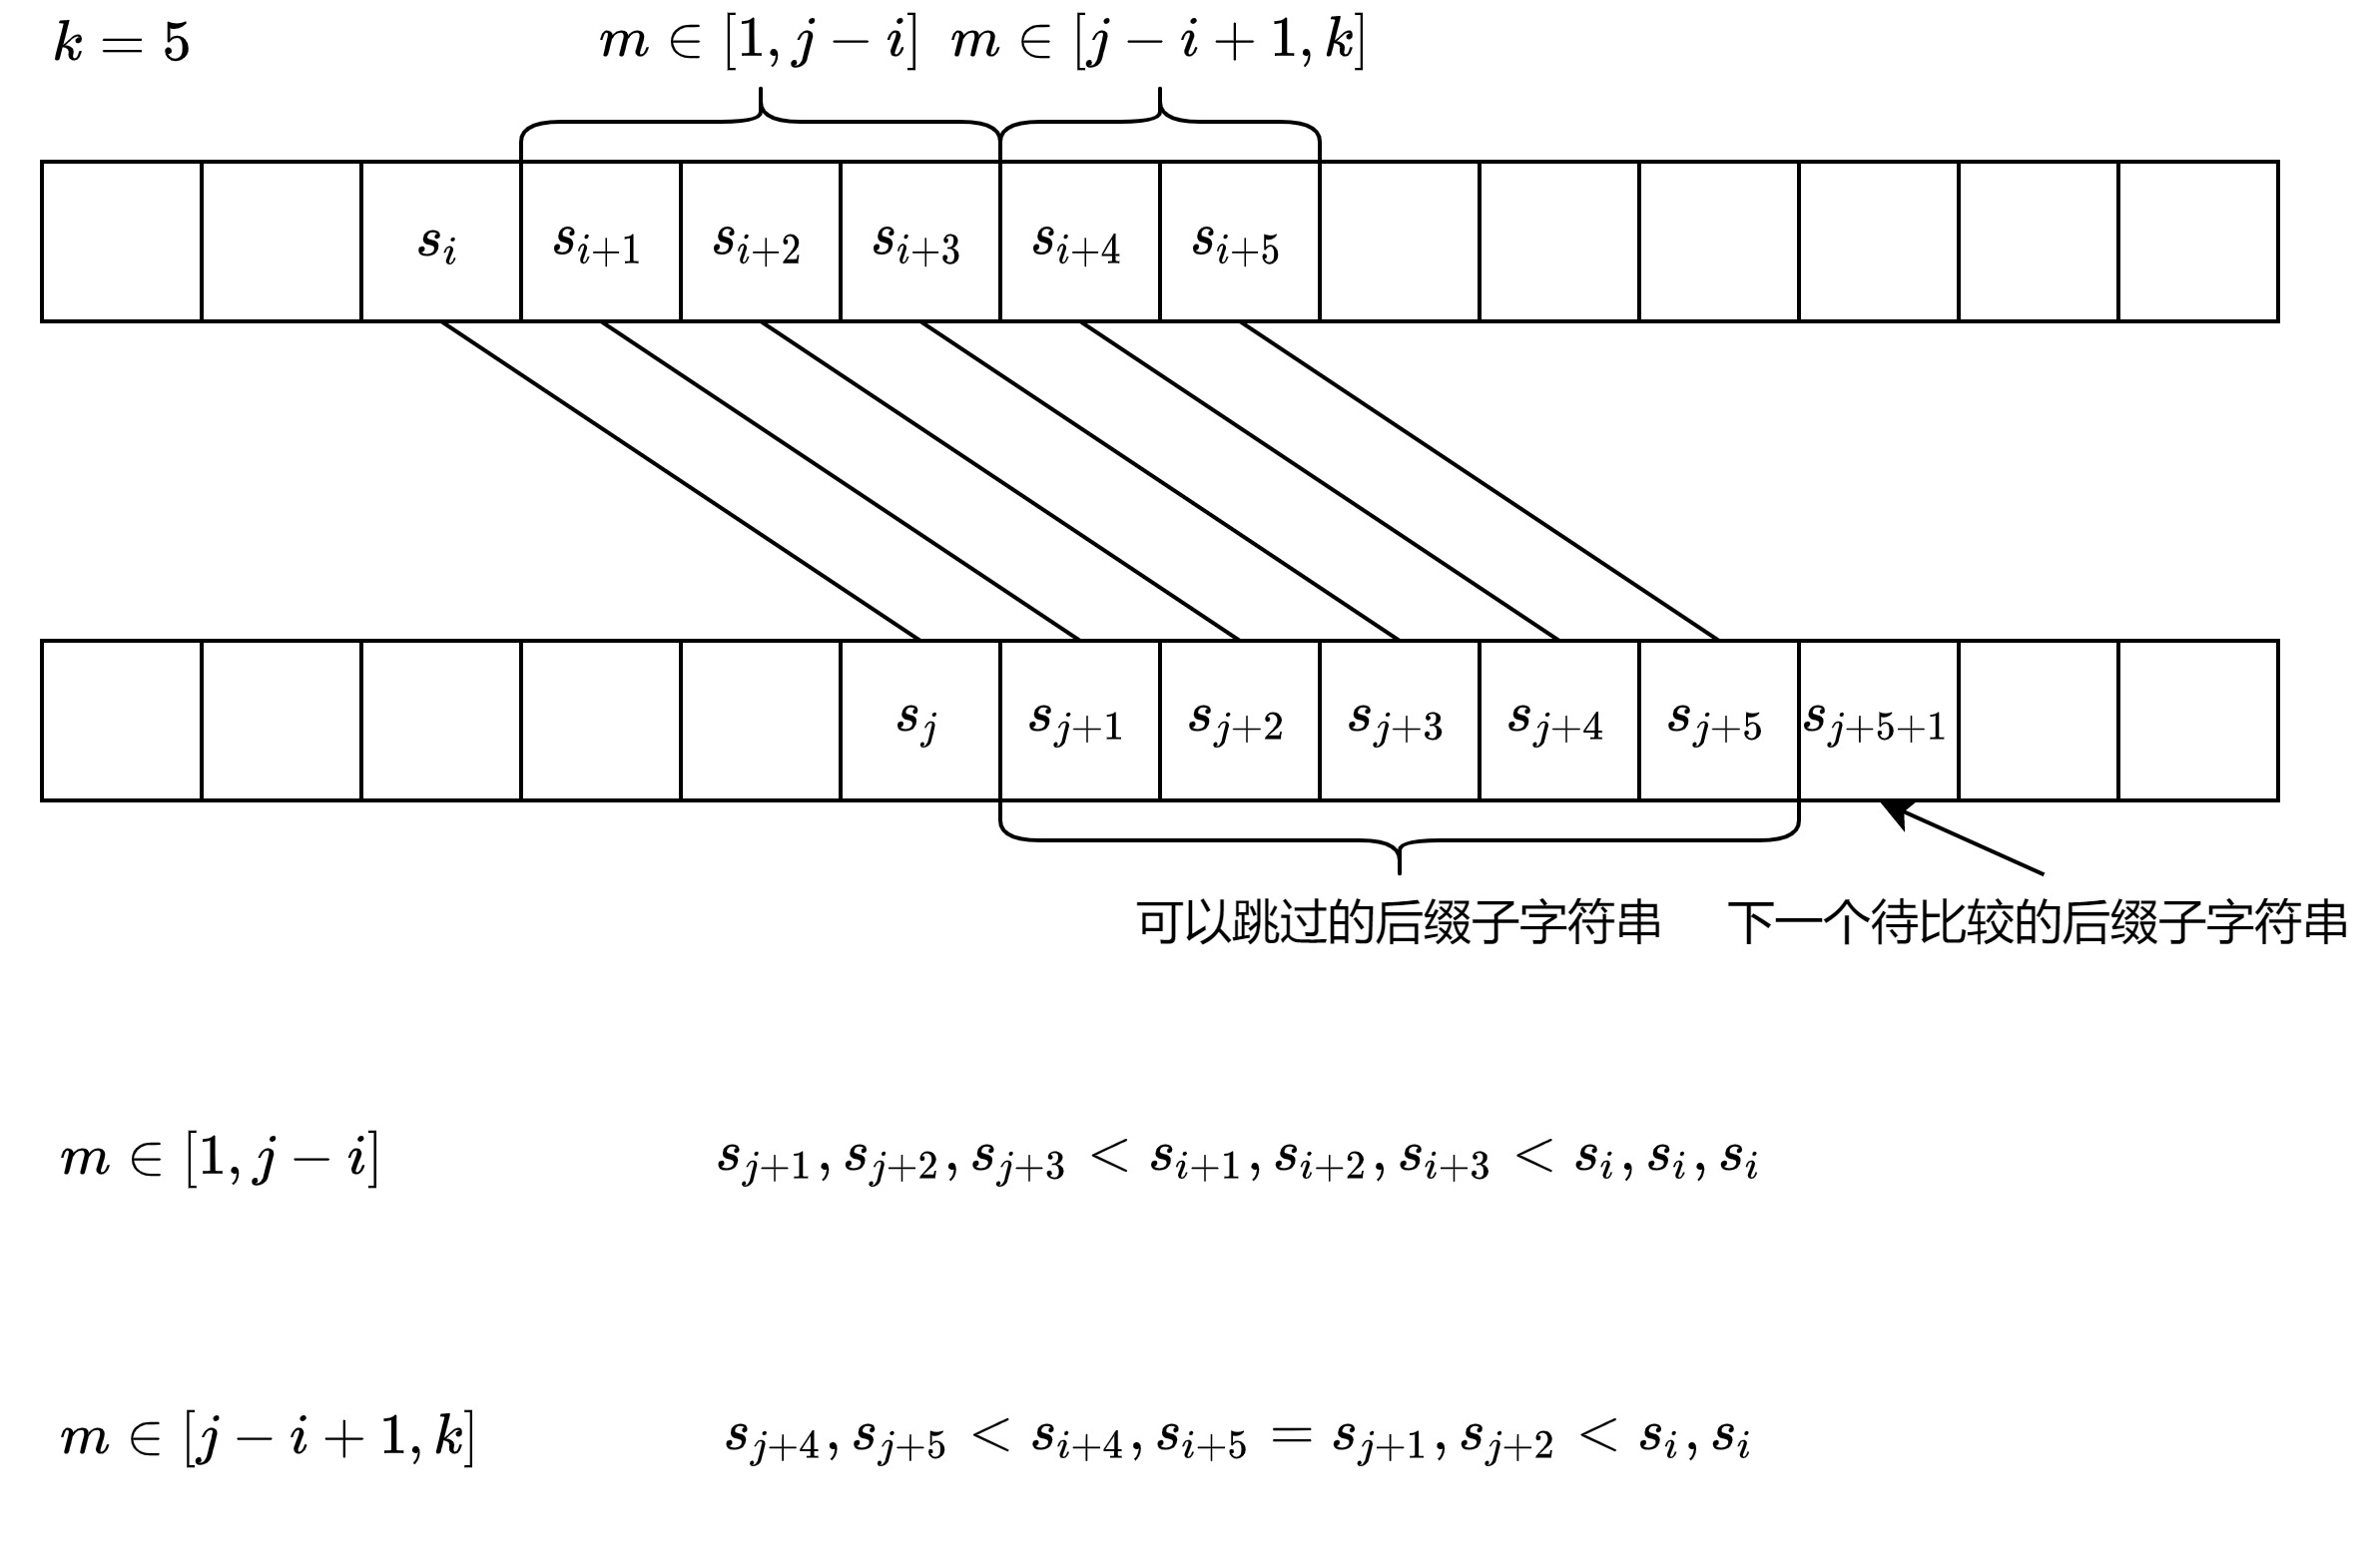 k = 5
m ∈ [1, j − i] m ∈ [j − i + 1, k]
s_i s_{i+1} s_{i+2} s_{i+3} s_{i+4} s_{i+5}
s_j s_{j+1} s_{j+2} s_{j+3} s_{j+4} s_{j+5} s_{j+5+1}
可以跳过的后缀子字符串
下一个待比较的后缀子字符串
m ∈ [1, j − i]
s_{j+1}, s_{j+2}, s_{j+3} < s_{i+1}, s_{i+2}, s_{i+3} < s_i, s_i, s_i
m ∈ [j − i + 1, k]
s_{j+4}, s_{j+5} < s_{i+4}, s_{i+5} = s_{j+1}, s_{j+2} < s_i, s_i